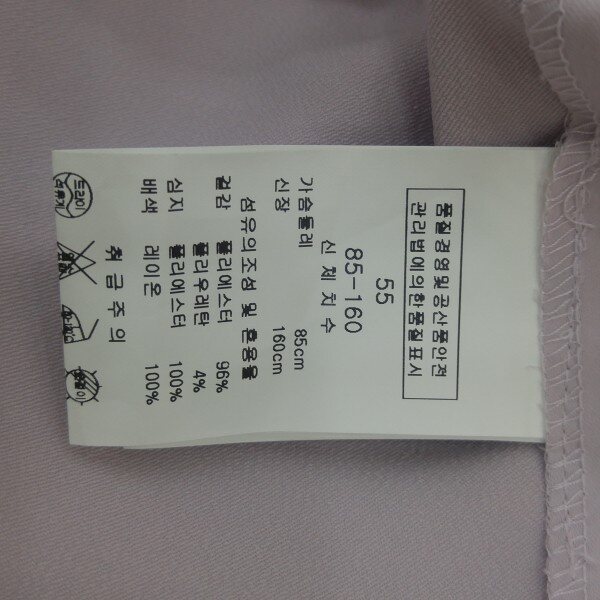 품질경영및공산품안전
관리법에의한품질표시
55
85-160
신 체 치 수
가슴둘레 85cm
신장 160cm
섬유의조성 및 혼용율
겉감 폴리에스터 96%
폴리우레탄 4%
심지 폴리에스터 100%
배색 레이온 100%
취 급 주 의
드라이